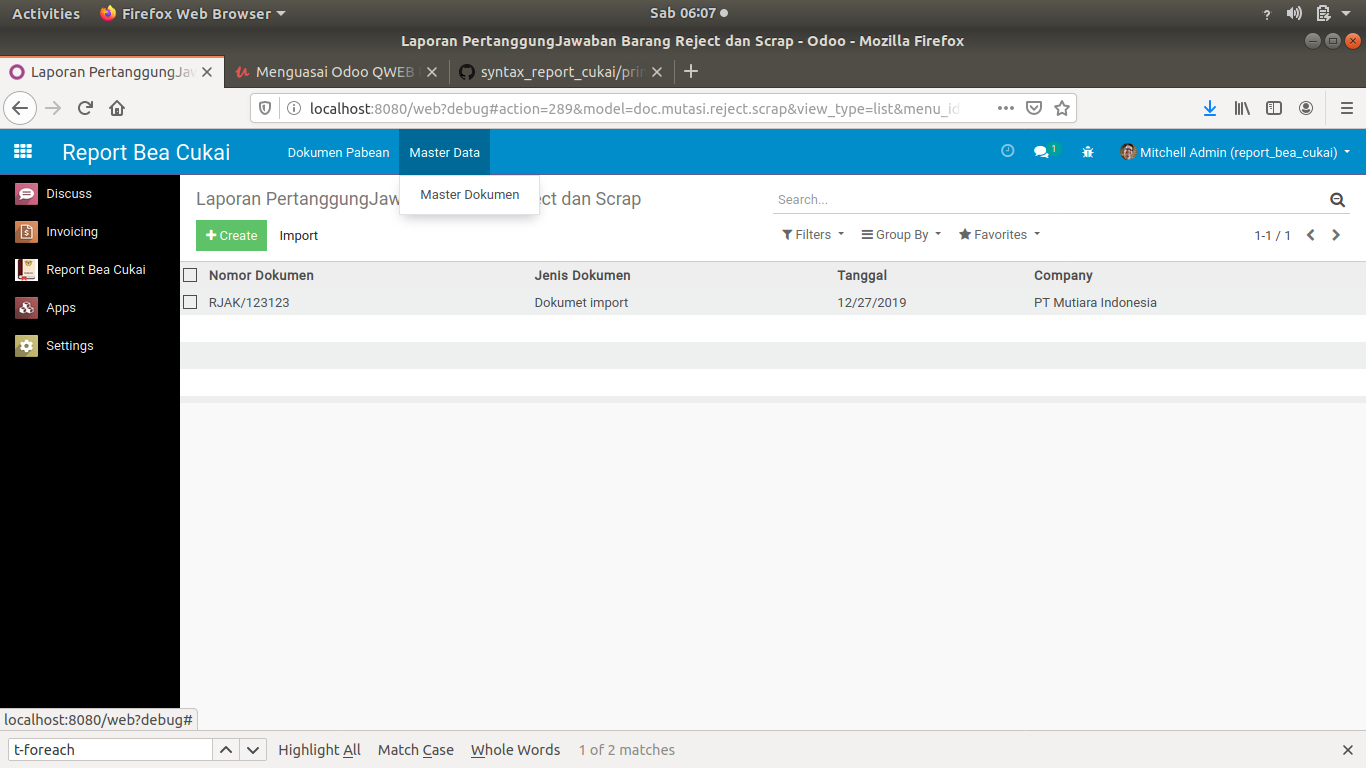 Activities Firefox Web Browser Sab 06:07 ?
Laporan PertanggungJawaban Barang Reject dan Scrap - Odoo - Mozilla Firefox
Laporan PertanggungJaw Menguasai Odoo QWEB syntax_report_cukai/prin
localhost:8080/web?debug#action=289&model=doc.mutasi.reject.scrap&view_type=list&menu_id
Report Bea Cukai Dokumen Pabean Master Data 1 Mitchell Admin (report_bea_cukai)
Master Dokumen
Discuss
Invoicing
Report Bea Cukai
Apps
Settings
Laporan PertanggungJaw ct dan Scrap Search...
Create Import Filters Group By Favorites 1-1 / 1
Nomor Dokumen Jenis Dokumen Tanggal Company
RJAK/123123 Dokumet import 12/27/2019 PT Mutiara Indonesia
localhost:8080/web?debug#
t-foreach Highlight All Match Case Whole Words 1 of 2 matches